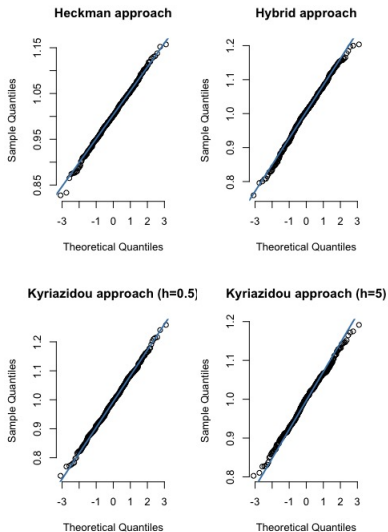 Heckman approach
Hybrid approach
Sample Quantiles
0.85 0.95 1.05 1.15
-3 -2 -1 0 1 2 3
Theoretical Quantiles
Sample Quantiles
0.8 0.9 1.0 1.1 1.2
-3 -2 -1 0 1 2 3
Theoretical Quantiles
Kyriazidou approach (h=0.5)
Kyriazidou approach (h=5)
Sample Quantiles
0.8 0.9 1.0 1.1 1.2
-3 -2 -1 0 1 2 3
Theoretical Quantiles
Sample Quantiles
0.8 0.9 1.0 1.1 1.2
-3 -2 -1 0 1 2 3
Theoretical Quantiles